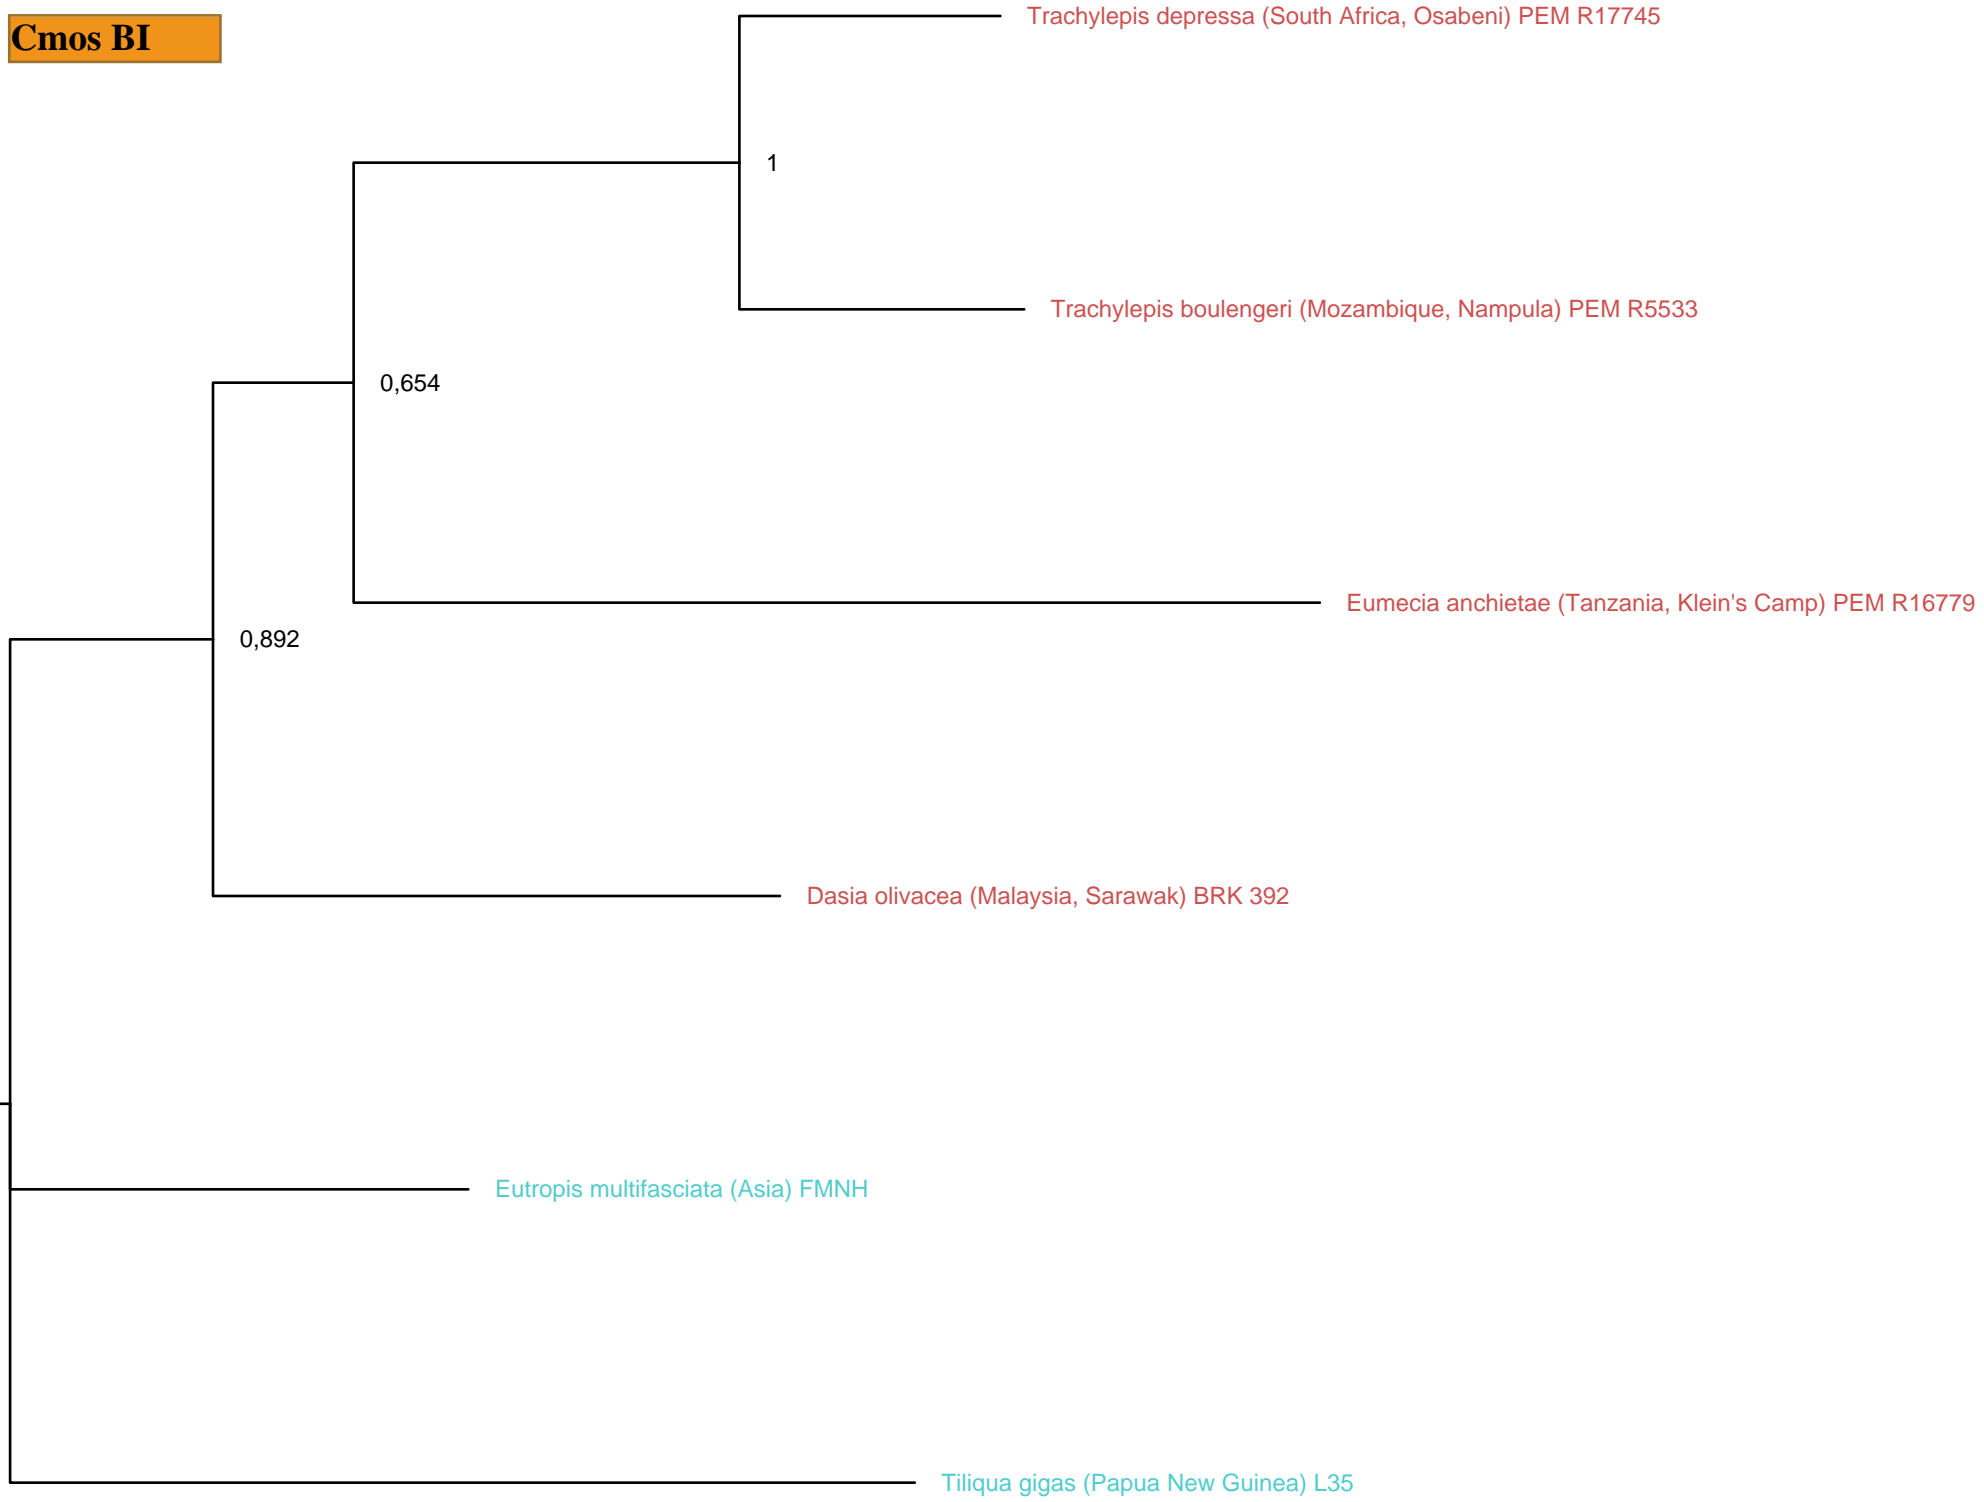 Cmos BI
Trachylepis depressa (South Africa, Osabeni) PEM R17745
1
Trachylepis boulengeri (Mozambique, Nampula) PEM R5533
0,654
Eumecia anchietae (Tanzania, Klein's Camp) PEM R16779
0,892
Dasia olivacea (Malaysia, Sarawak) BRK 392
Eutropis multifasciata (Asia) FMNH
Tiliqua gigas (Papua New Guinea) L35